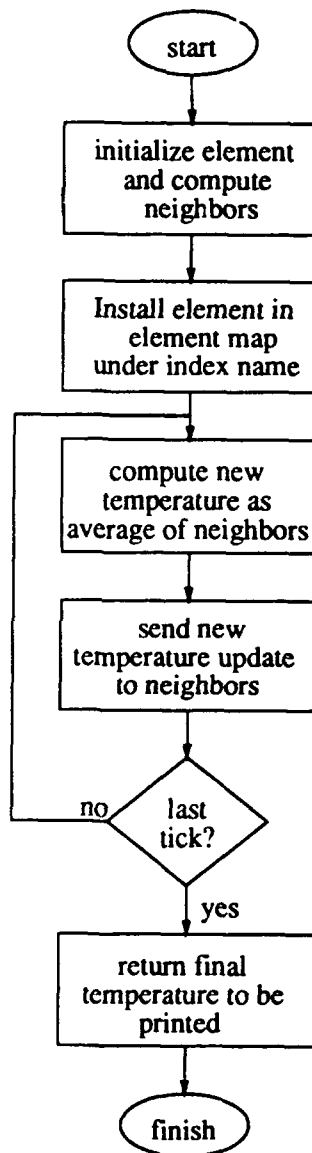 start
initialize element
and compute
neighbors
Install element in
element map
under index name
compute new
temperature as
average of neighbors
send new
temperature update
to neighbors
no
last
tick?
yes
return final
temperature to be
printed
finish